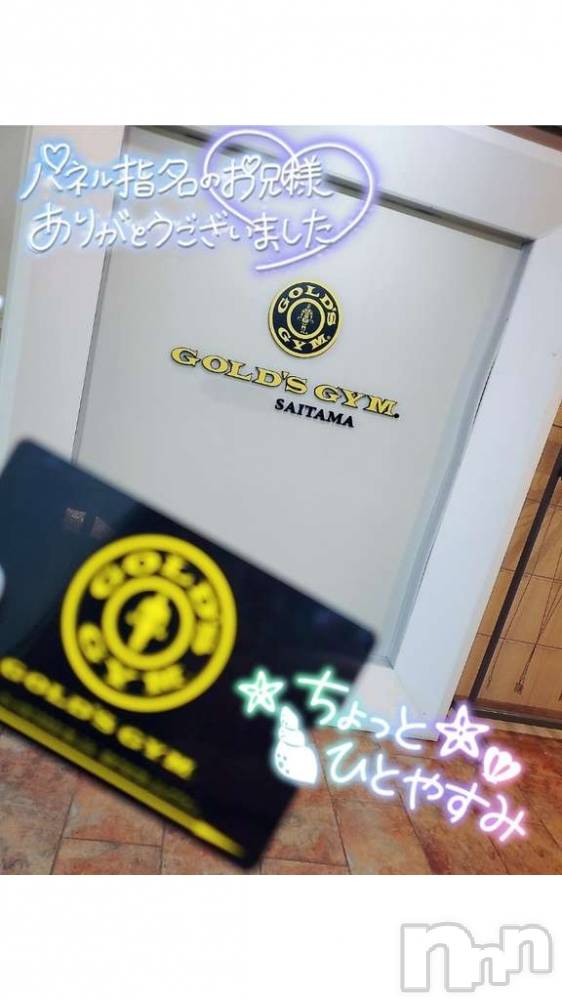 パネル指名のお兄様
ありがとうございました
GOLD'S
GYM.
GOLD'S GYM.
SAITAMA
GOLD'S
GYM
GOLD'S GYM
ちょっと
ひとやすみ
nnn